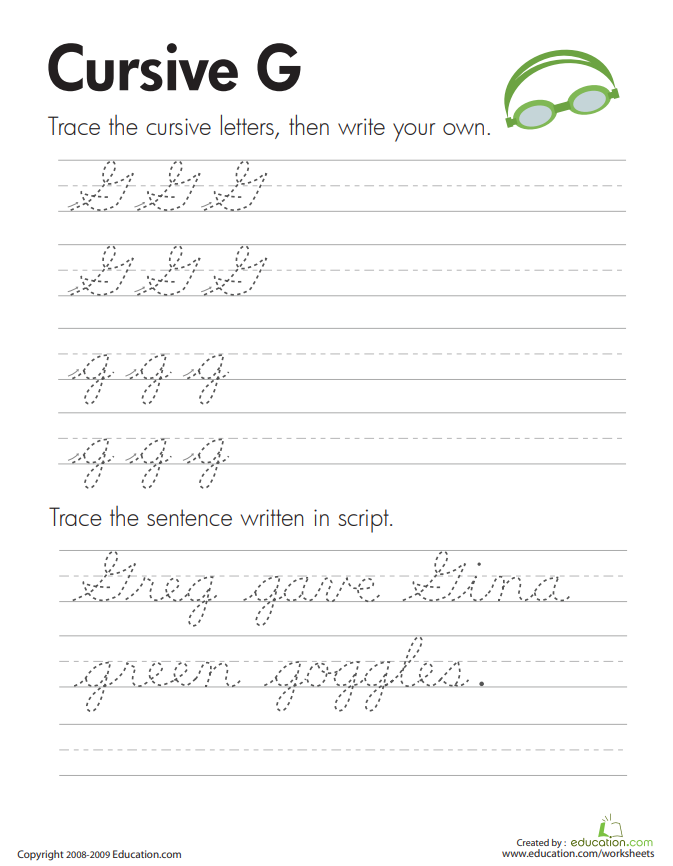 Cursive G
Trace the cursive letters, then write your own.
G G G
G G G
g g g
g g g
Trace the sentence written in script.
Greg gave Gina
green goggles.
Created by : education.com
Copyright 2008-2009 Education.com
www.education.com/worksheets